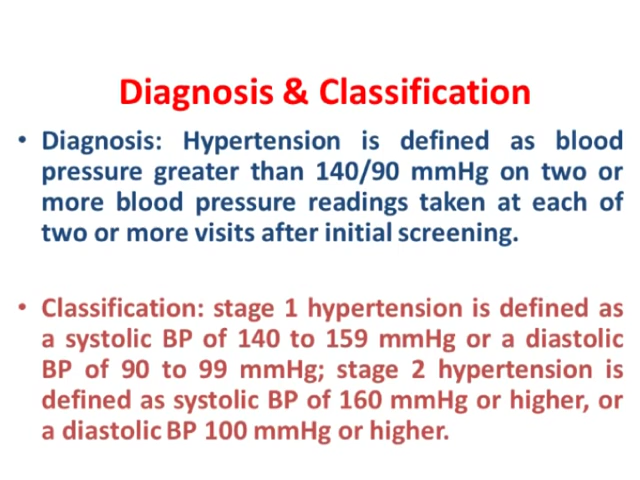 Diagnosis & Classification
• Diagnosis: Hypertension is defined as blood
pressure greater than 140/90 mmHg on two or
more blood pressure readings taken at each of
two or more visits after initial screening.
• Classification: stage 1 hypertension is defined as
a systolic BP of 140 to 159 mmHg or a diastolic
BP of 90 to 99 mmHg; stage 2 hypertension is
defined as systolic BP of 160 mmHg or higher, or
a diastolic BP 100 mmHg or higher.